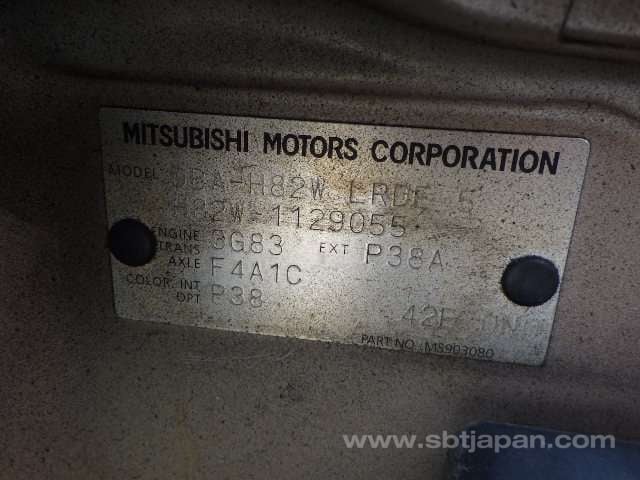 MITSUBISHI MOTORS CORPORATION
MODEL DBA-H82W LRDE 5
H82W-1129055
ENGINE 3G83 EXT P38A
TRANS AXLE F4A1C
COLOR, INT OPT P38
PART NO. MS903080
www.sbtjapan.com